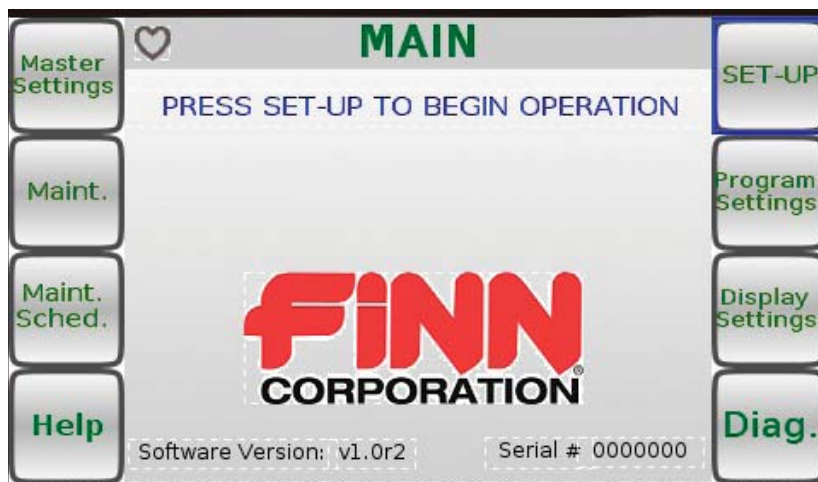 MAIN
PRESS SET-UP TO BEGIN OPERATION
Master
Settings
Maint.
Maint.
Sched.
Help
SET-UP
Program
Settings
Display
Settings
Diag.
FINN
CORPORATION
®
Software Version: v1.0r2
Serial # 0000000